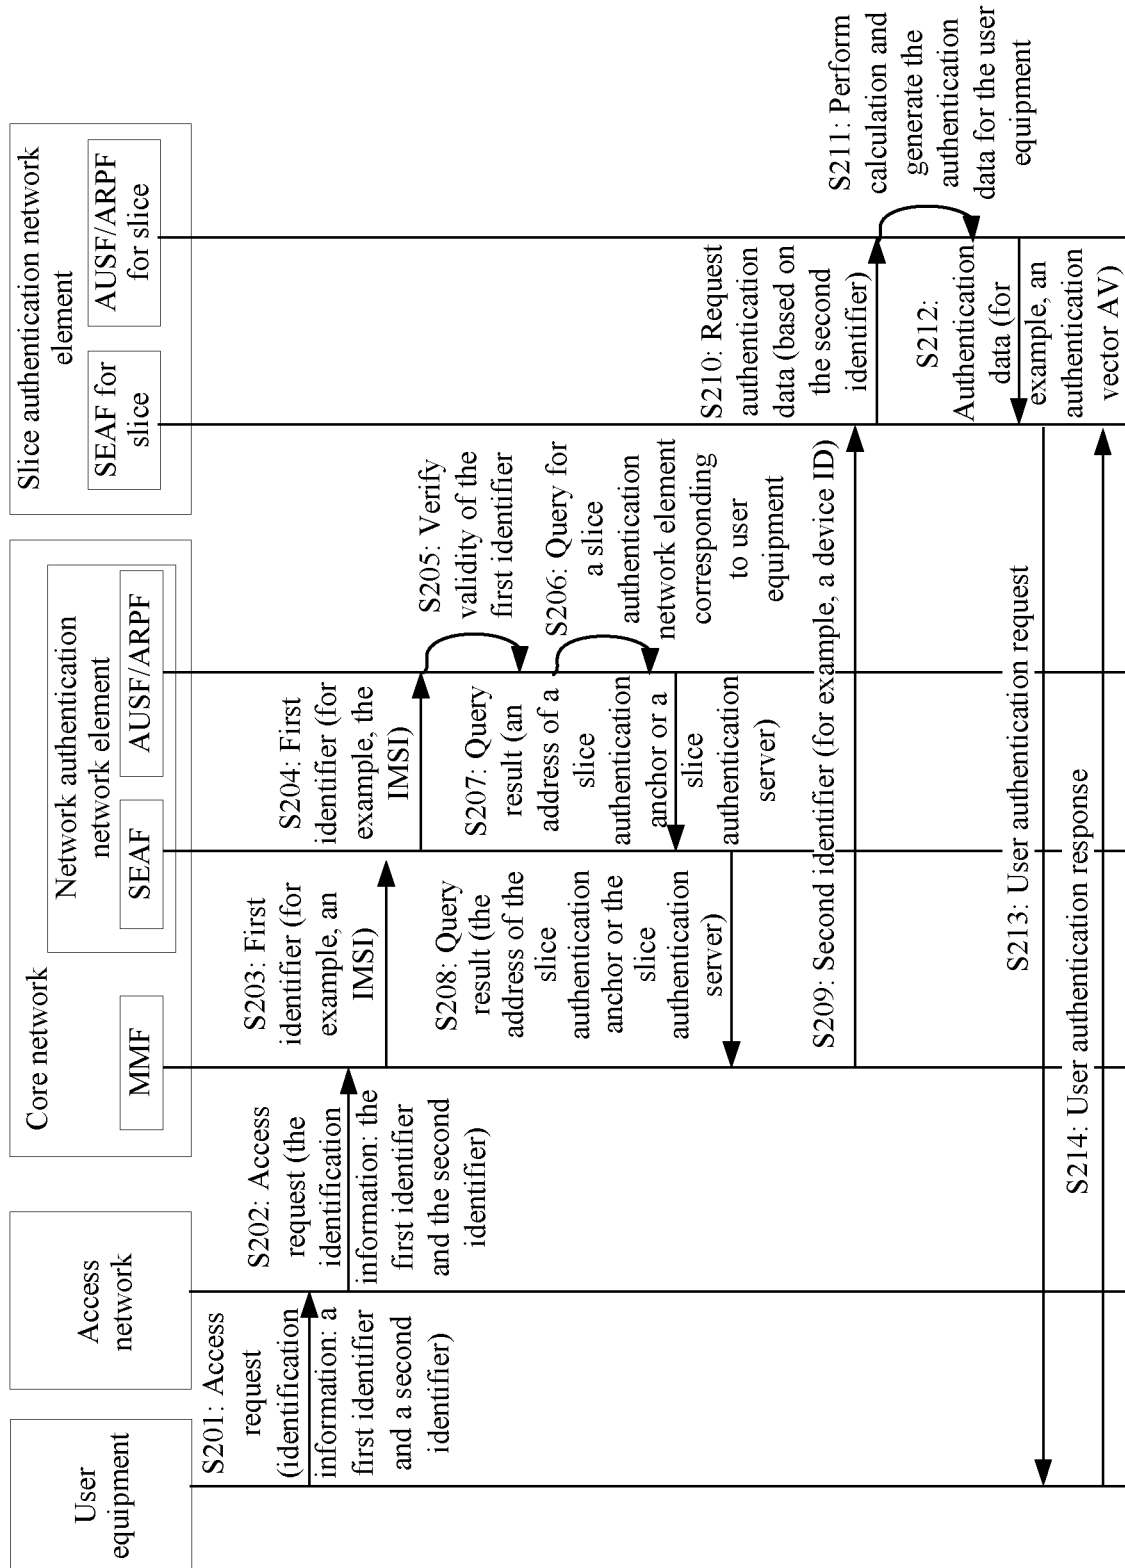 User
equipment
Access
network
Core network
MMF
Network authentication
network element
SEAF
AUSF/ARPF
Slice authentication network
element
SEAF for
slice
AUSF/ARPF
for slice
S201: Access
request
(identification
information: a
first identifier
and a second
identifier)
S202: Access
request (the
identification
information: the
first identifier
and the second
identifier)
S203: First
identifier (for
example, an
IMSI)
S204: First
identifier (for
example, the
IMSI)
S205: Verify
validity of the
first identifier
S206: Query for
a slice
authentication
network element
corresponding
to user
equipment
S207: Query
result (an
address of a
slice
authentication
anchor or a
slice
authentication
server)
S208: Query
result (the
address of the
slice
authentication
anchor or the
slice
authentication
server)
S209: Second identifier (for example, a device ID)
S210: Request
authentication
data (based on
the second
identifier)
S211: Perform
calculation and
generate the
authentication
data for the user
equipment
S212:
Authentication
data (for
example, an
authentication
vector AV)
S213: User authentication request
S214: User authentication response